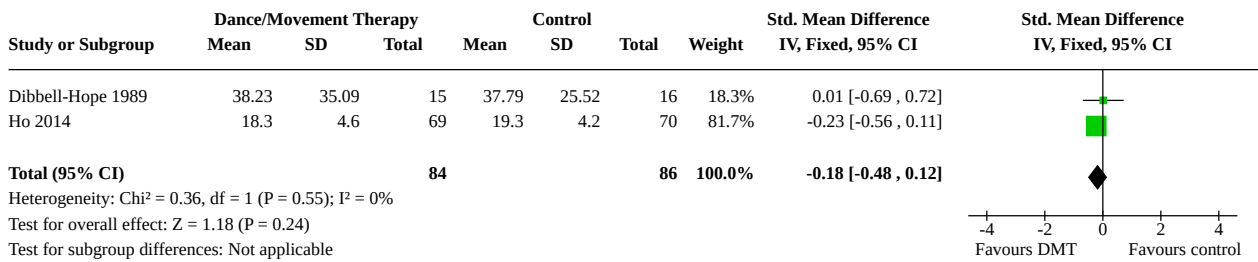 Dance/Movement Therapy Control Std. Mean Difference Std. Mean Difference
Study or Subgroup Mean SD Total Mean SD Total Weight IV, Fixed, 95% CI IV, Fixed, 95% CI
Dibbell-Hope 1989 38.23 35.09 15 37.79 25.52 16 18.3% 0.01 [-0.69 , 0.72]
Ho 2014 18.3 4.6 69 19.3 4.2 70 81.7% -0.23 [-0.56 , 0.11]
Total (95% CI) 84 86 100.0% -0.18 [-0.48 , 0.12]
Heterogeneity: Chi² = 0.36, df = 1 (P = 0.55); I² = 0%
Test for overall effect: Z = 1.18 (P = 0.24) -4 -2 0 2 4
Test for subgroup differences: Not applicable Favours DMT Favours control